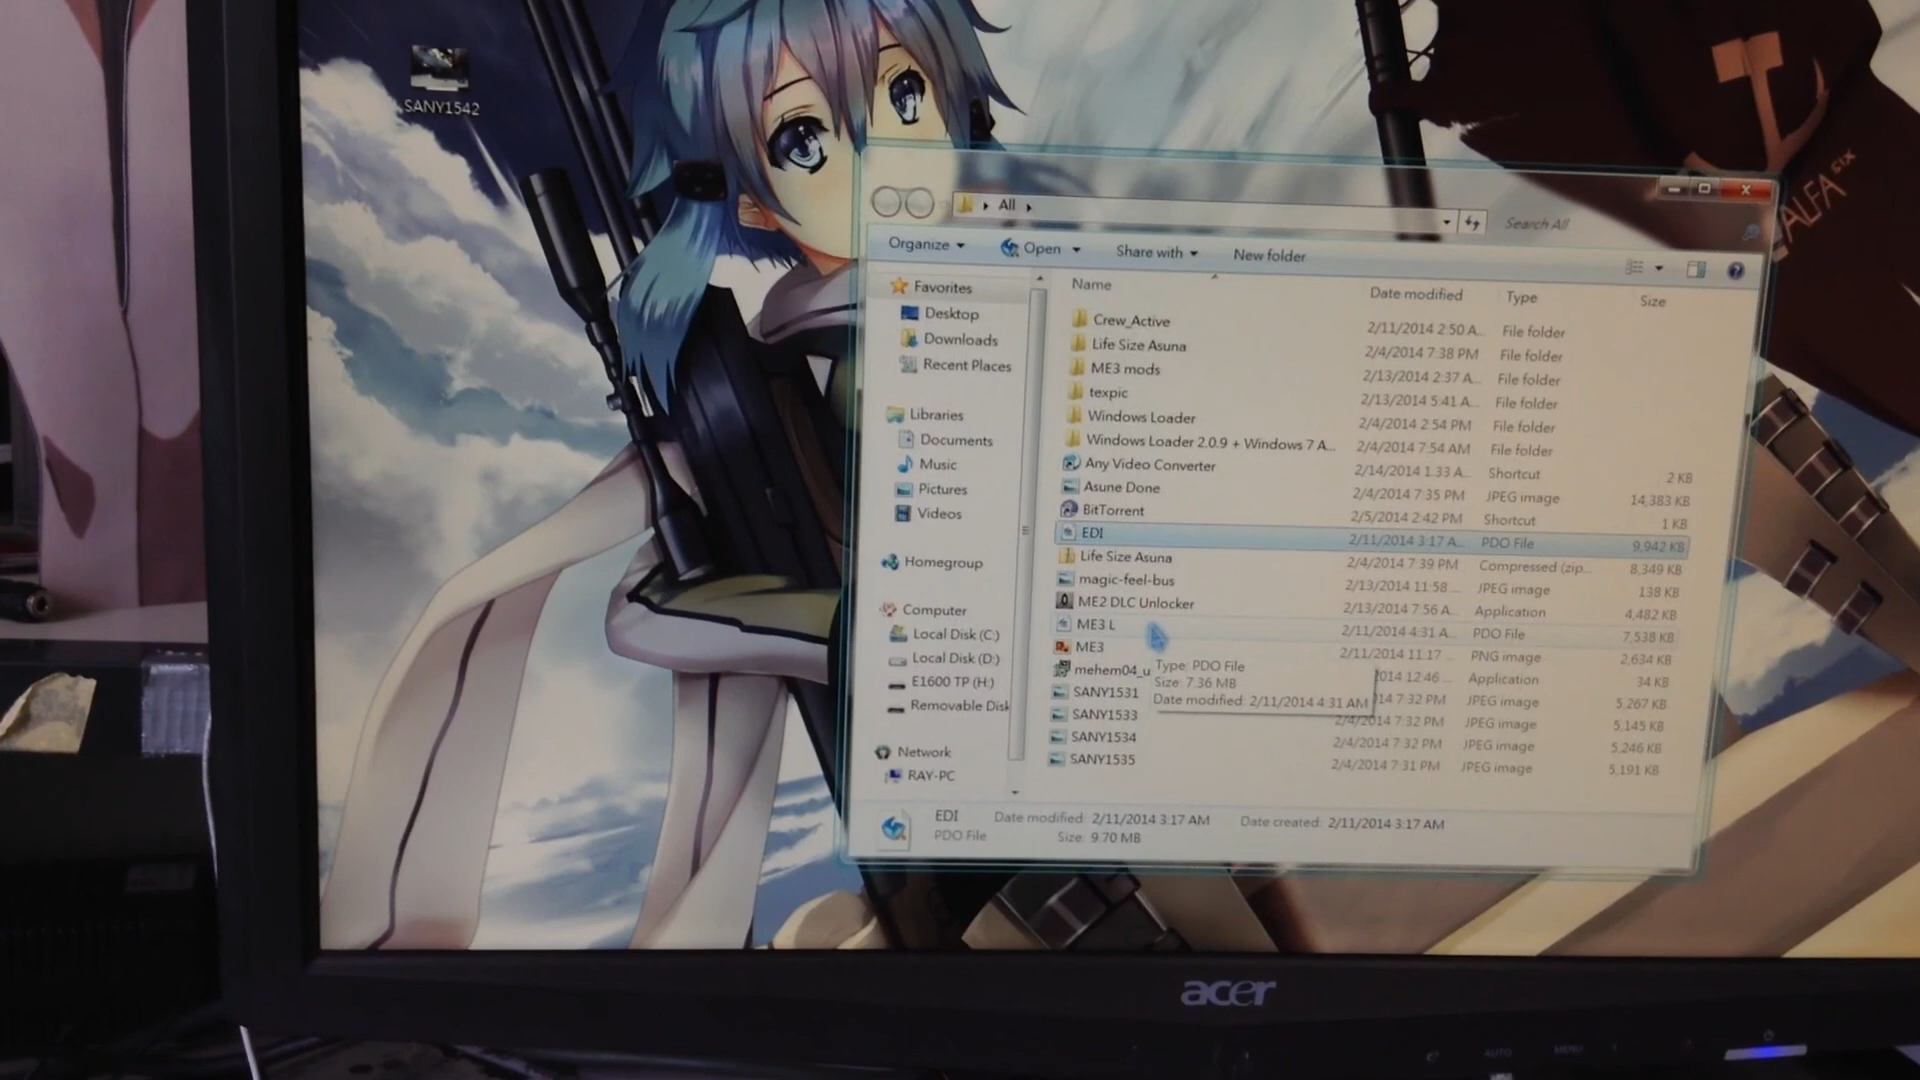 SANY1542
ALFA SIX
All
Search All
Organize Open Share with New folder
Name Date modified Type Size
Favorites
Desktop
Downloads
Recent Places
Libraries
Documents
Music
Pictures
Videos
Homegroup
Computer
Local Disk (C:)
Local Disk (D:)
E1600 TP (H:)
Removable Disk
Network
RAY-PC
Crew_Active 2/11/2014 2:50 A... File folder
Life Size Asuna 2/4/2014 7:38 PM File folder
ME3 mods 2/13/2014 2:37 A... File folder
texpic 2/13/2014 5:41 A... File folder
Windows Loader 2/4/2014 2:54 PM File folder
Windows Loader 2.0.9 + Windows 7 A... 2/4/2014 7:54 AM File folder
Any Video Converter 2/14/2014 1:33 A... Shortcut 2 KB
Asune Done 2/4/2014 7:35 PM JPEG image 14,383 KB
BitTorrent 2/5/2014 2:42 PM Shortcut 1 KB
EDI 2/11/2014 3:17 A... PDO File 9,942 KB
Life Size Asuna 2/4/2014 7:39 PM Compressed (zip... 8,349 KB
magic-feel-bus 2/13/2014 11:58 ... JPEG image 138 KB
ME2 DLC Unlocker 2/13/2014 7:56 A... Application 4,482 KB
ME3 L 2/11/2014 4:31 A... PDO File 7,538 KB
ME3 2/11/2014 11:17 ... PNG image 2,634 KB
mehem04_u 2014 12:46 ... Application 34 KB
SANY1531 14 7:32 PM JPEG image 5,267 KB
SANY1533 2/4/2014 7:32 PM JPEG image 5,145 KB
SANY1534 2/4/2014 7:32 PM JPEG image 5,246 KB
SANY1535 2/4/2014 7:31 PM JPEG image 5,191 KB
Type: PDO File
Size: 7.36 MB
Date modified: 2/11/2014 4:31 AM
EDI Date modified: 2/11/2014 3:17 AM Date created: 2/11/2014 3:17 AM
PDO File Size: 9.70 MB
acer
e AUTO MENU